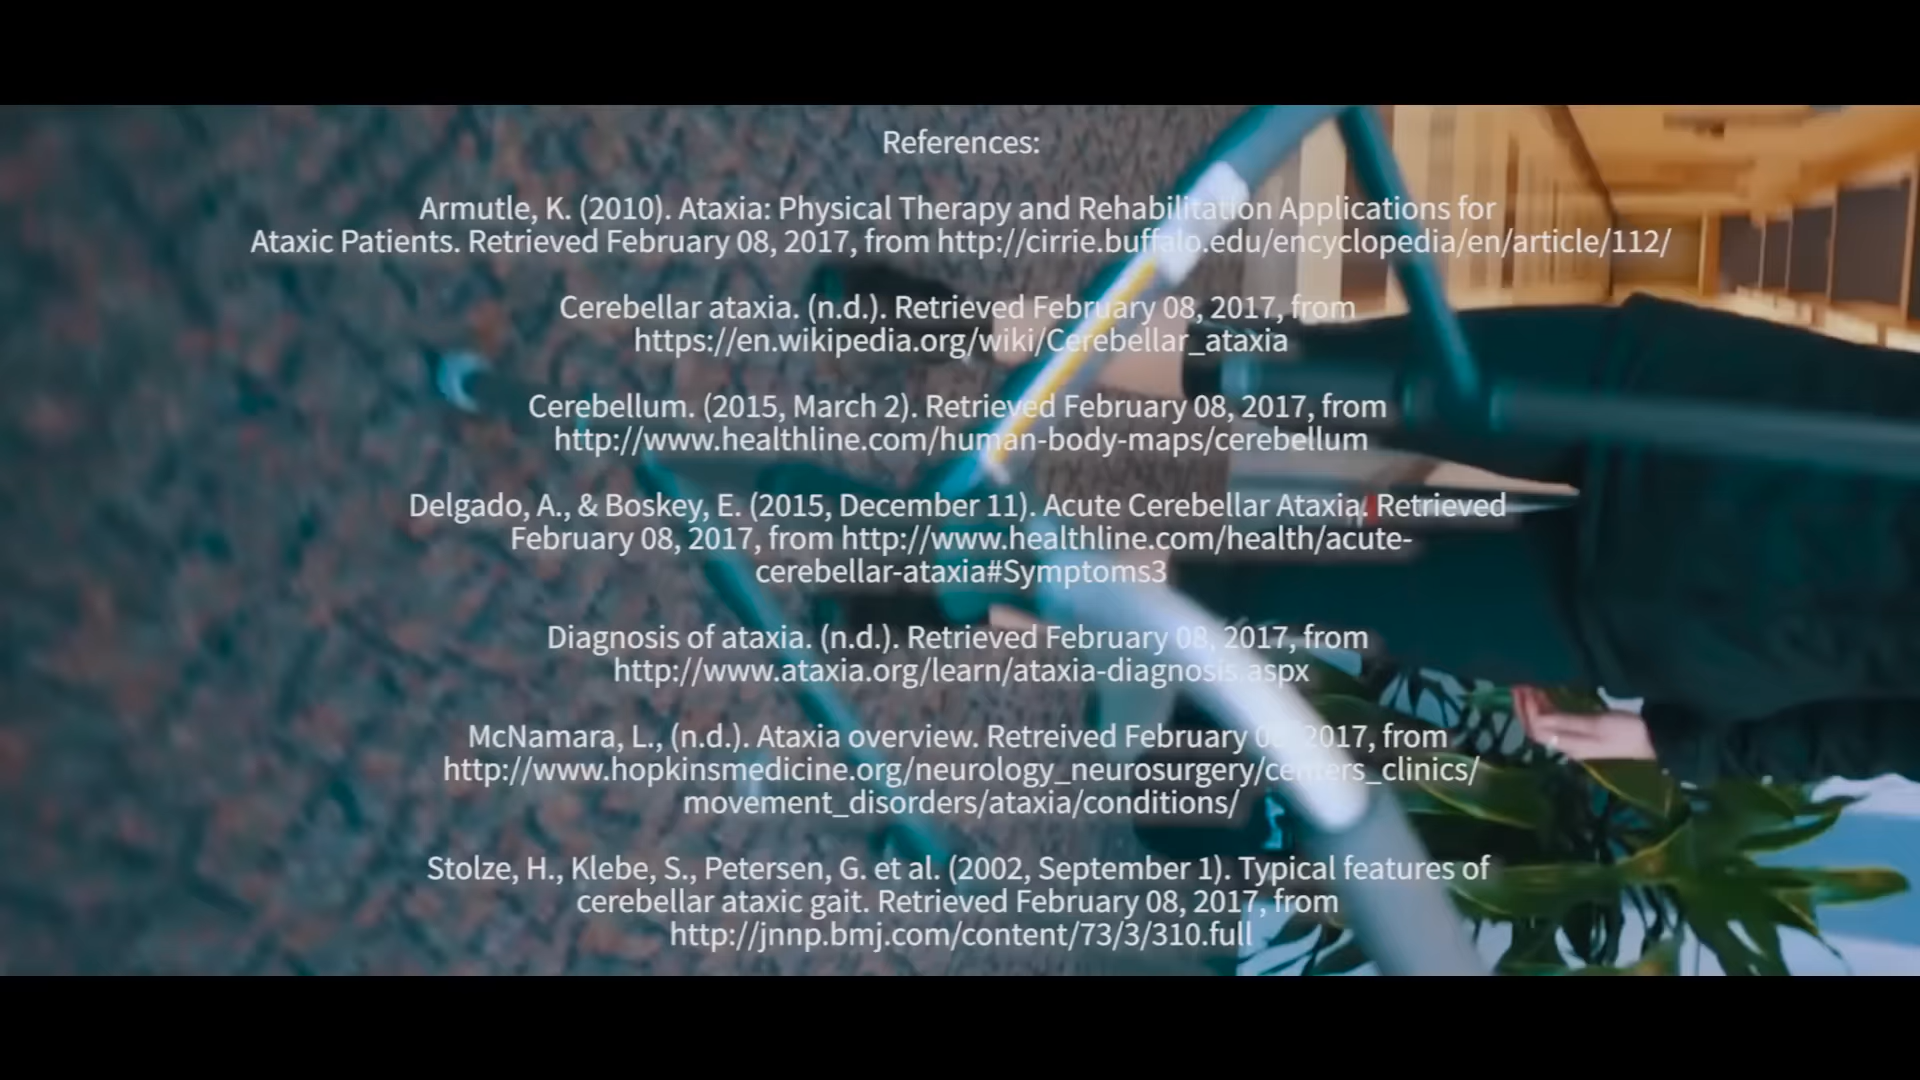 References:
Armutle, K. (2010). Ataxia: Physical Therapy and Rehabilitation Applications for
Ataxic Patients. Retrieved February 08, 2017, from http://cirrie.buffalo.edu/encyclopedia/en/article/112/
Cerebellar ataxia. (n.d.). Retrieved February 08, 2017, from
https://en.wikipedia.org/wiki/Cerebellar_ataxia
Cerebellum. (2015, March 2). Retrieved February 08, 2017, from
http://www.healthline.com/human-body-maps/cerebellum
Delgado, A., & Boskey, E. (2015, December 11). Acute Cerebellar Ataxia. Retrieved
February 08, 2017, from http://www.healthline.com/health/acute-
cerebellar-ataxia#Symptoms3
Diagnosis of ataxia. (n.d.). Retrieved February 08, 2017, from
http://www.ataxia.org/learn/ataxia-diagnosis.aspx
McNamara, L., (n.d.). Ataxia overview. Retreived February 08, 2017, from
http://www.hopkinsmedicine.org/neurology_neurosurgery/centers_clinics/
movement_disorders/ataxia/conditions/
Stolze, H., Klebe, S., Petersen, G. et al. (2002, September 1). Typical features of
cerebellar ataxic gait. Retrieved February 08, 2017, from
http://jnnp.bmj.com/content/73/3/310.full